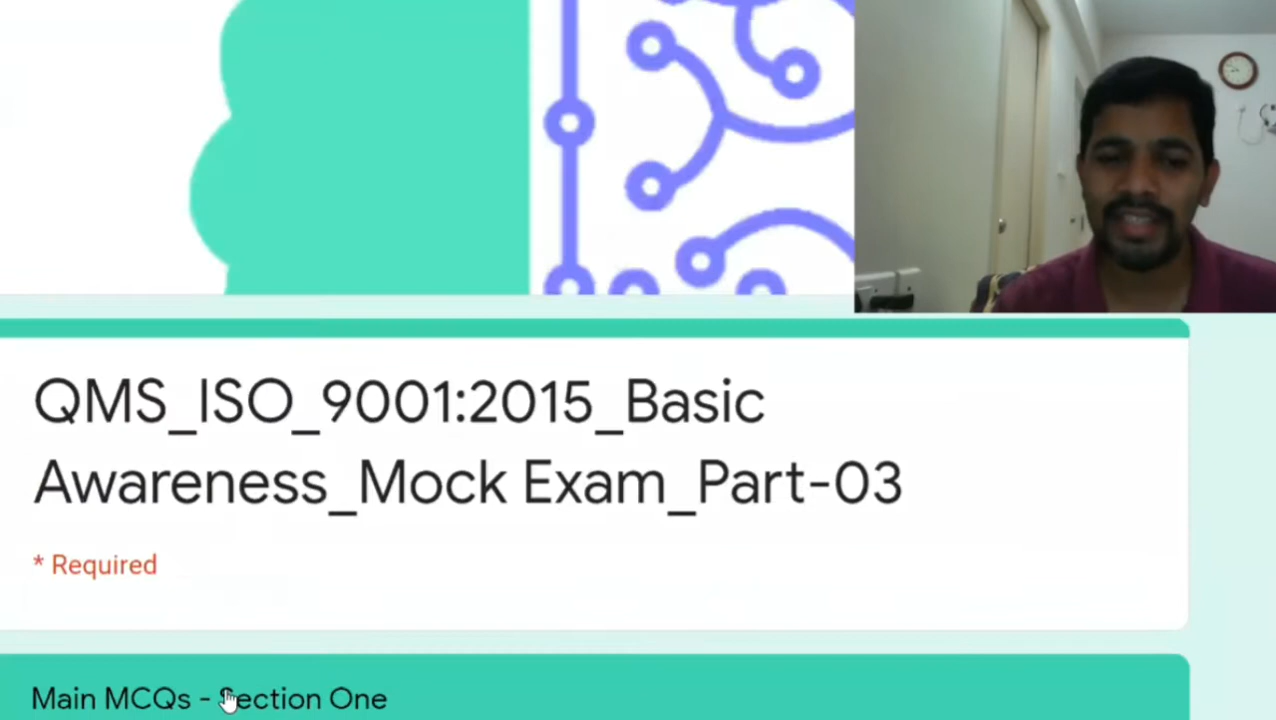 QMS_ISO_9001:2015_Basic
Awareness_Mock Exam_Part-03
* Required
Main MCQs - Section One